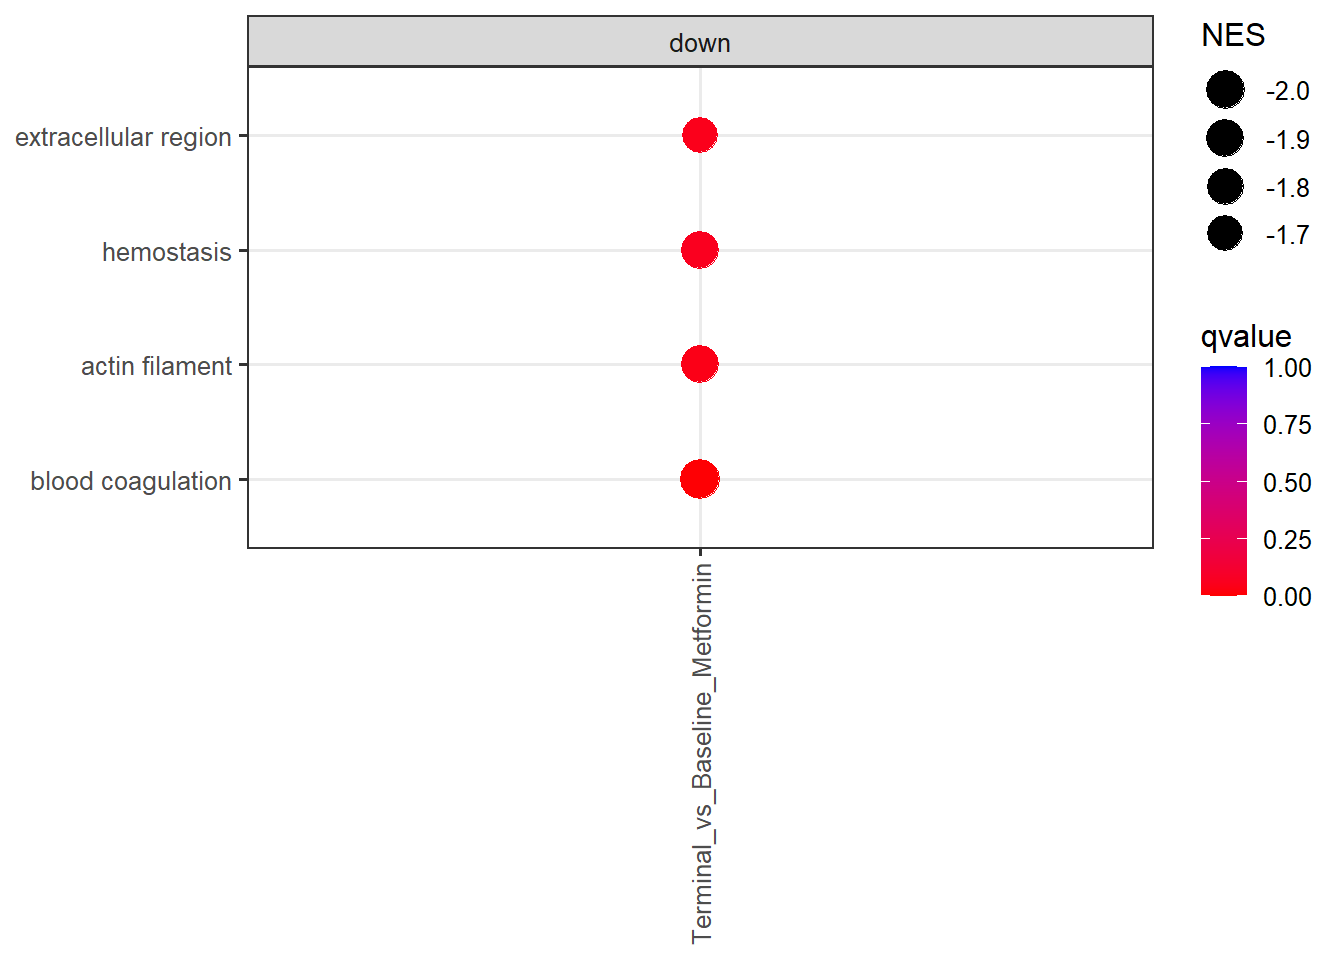 down
extracellular region
hemostasis
actin filament
blood coagulation
Terminal_vs_Baseline_Metformin
NES
-2.0
-1.9
-1.8
-1.7
qvalue
1.00
0.75
0.50
0.25
0.00